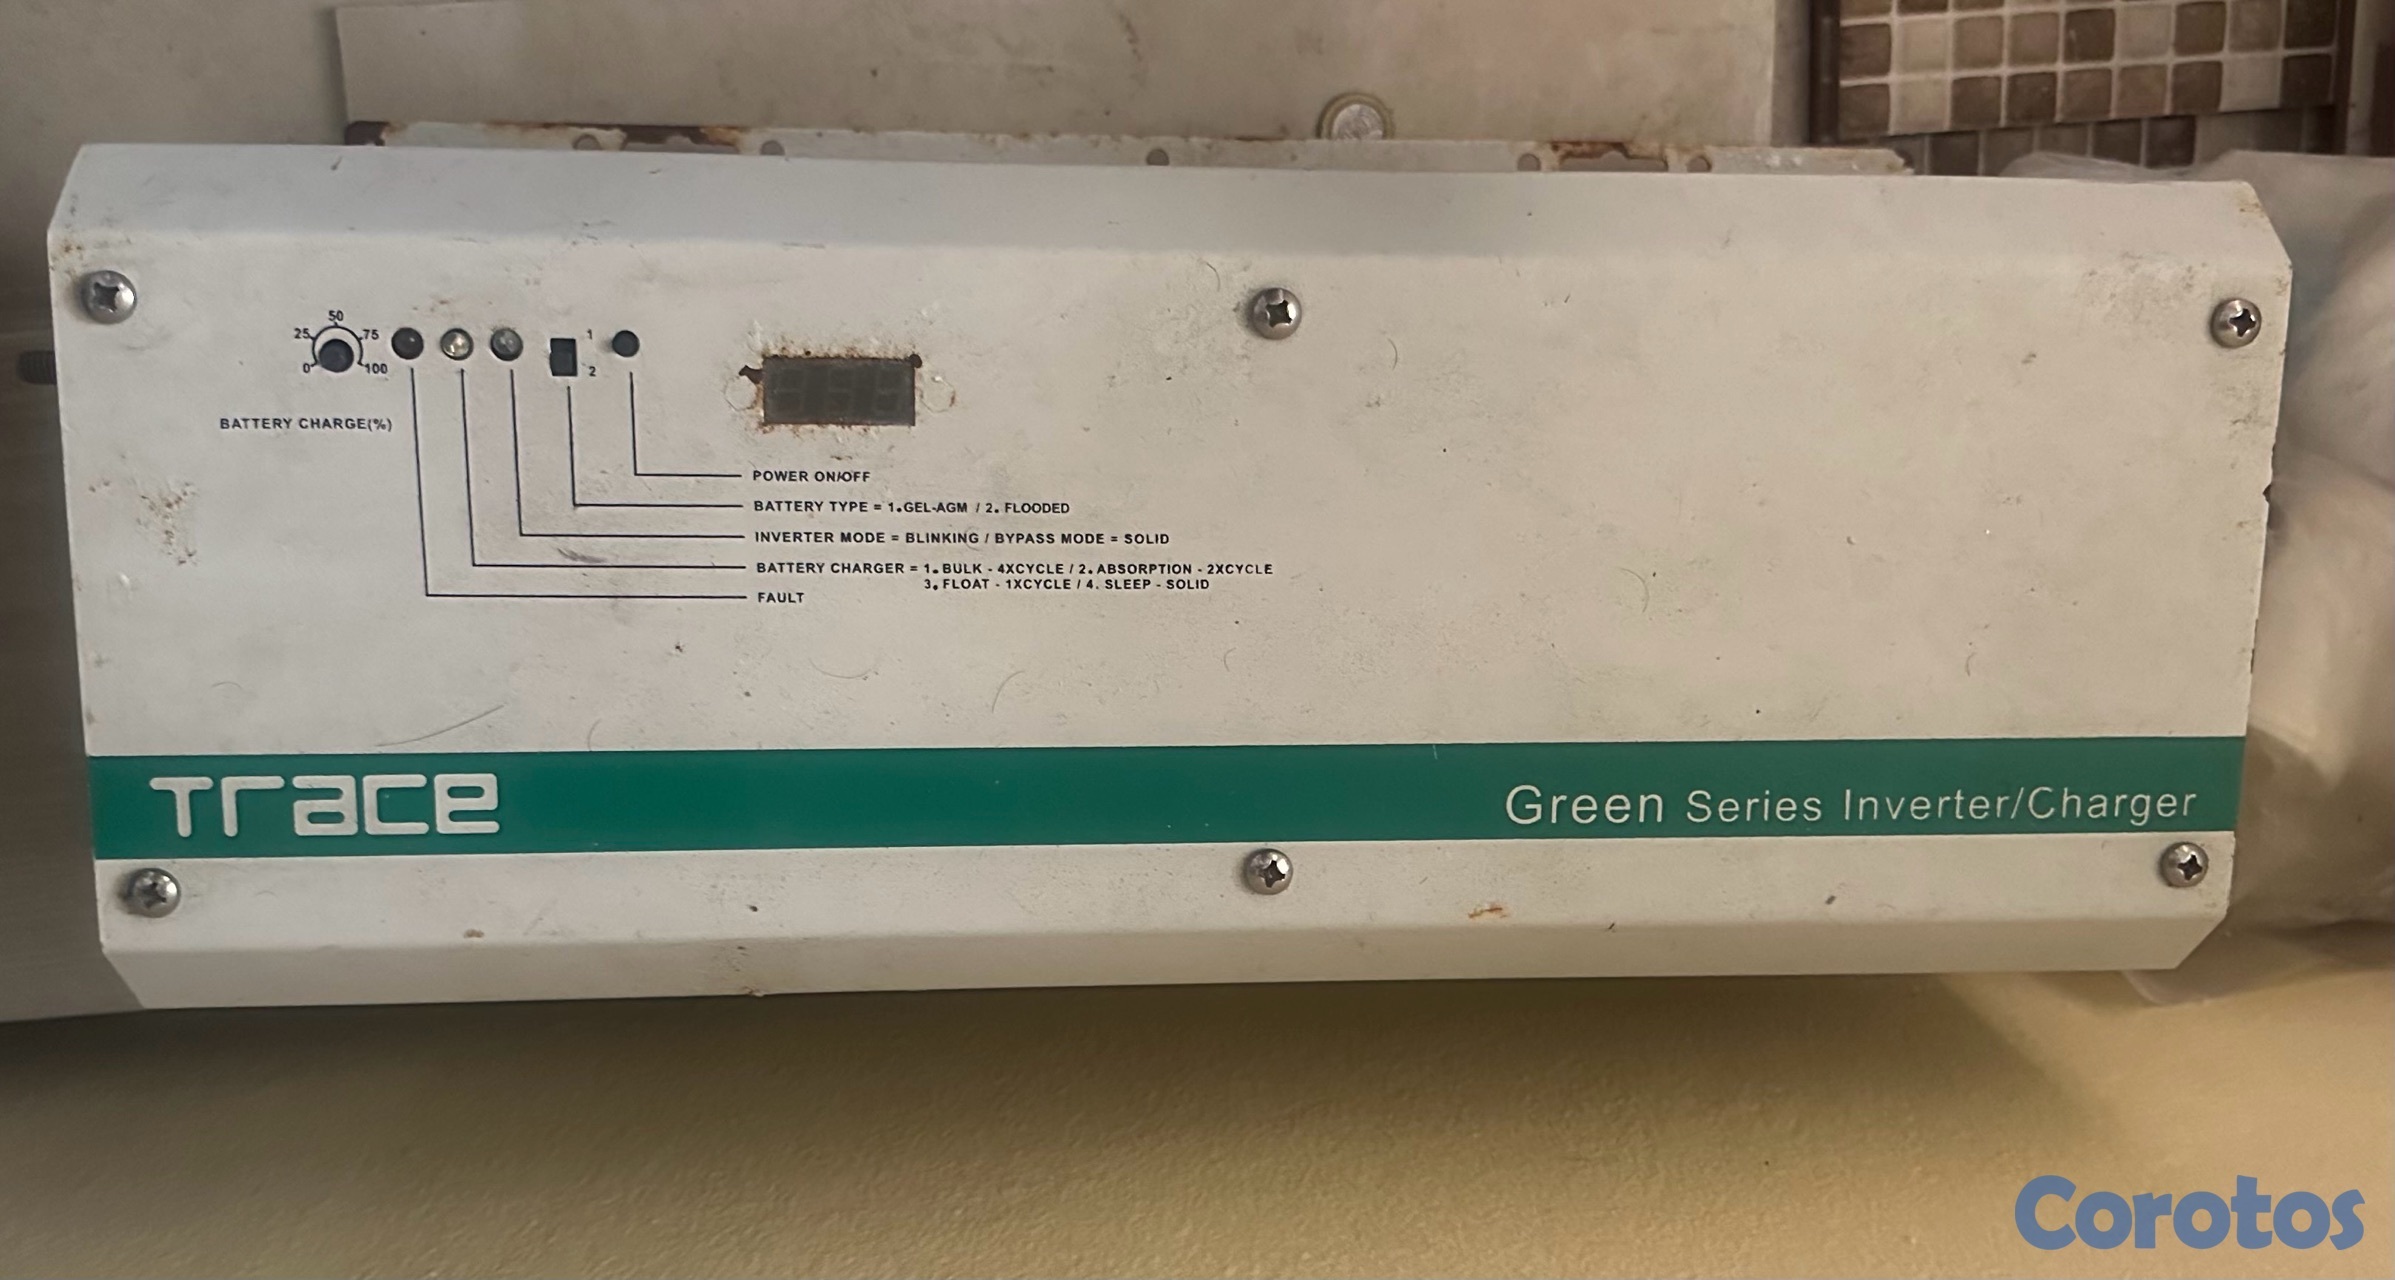 50
25 75
0 100
1
2
BATTERY CHARGE(%)
POWER ON/OFF
BATTERY TYPE = 1.GEL-AGM / 2. FLOODED
INVERTER MODE = BLINKING / BYPASS MODE = SOLID
BATTERY CHARGER = 1. BULK - 4XCYCLE / 2. ABSORPTION - 2XCYCLE
3. FLOAT - 1XCYCLE / 4. SLEEP - SOLID
FAULT
Trace
Green Series Inverter/Charger
Corotos